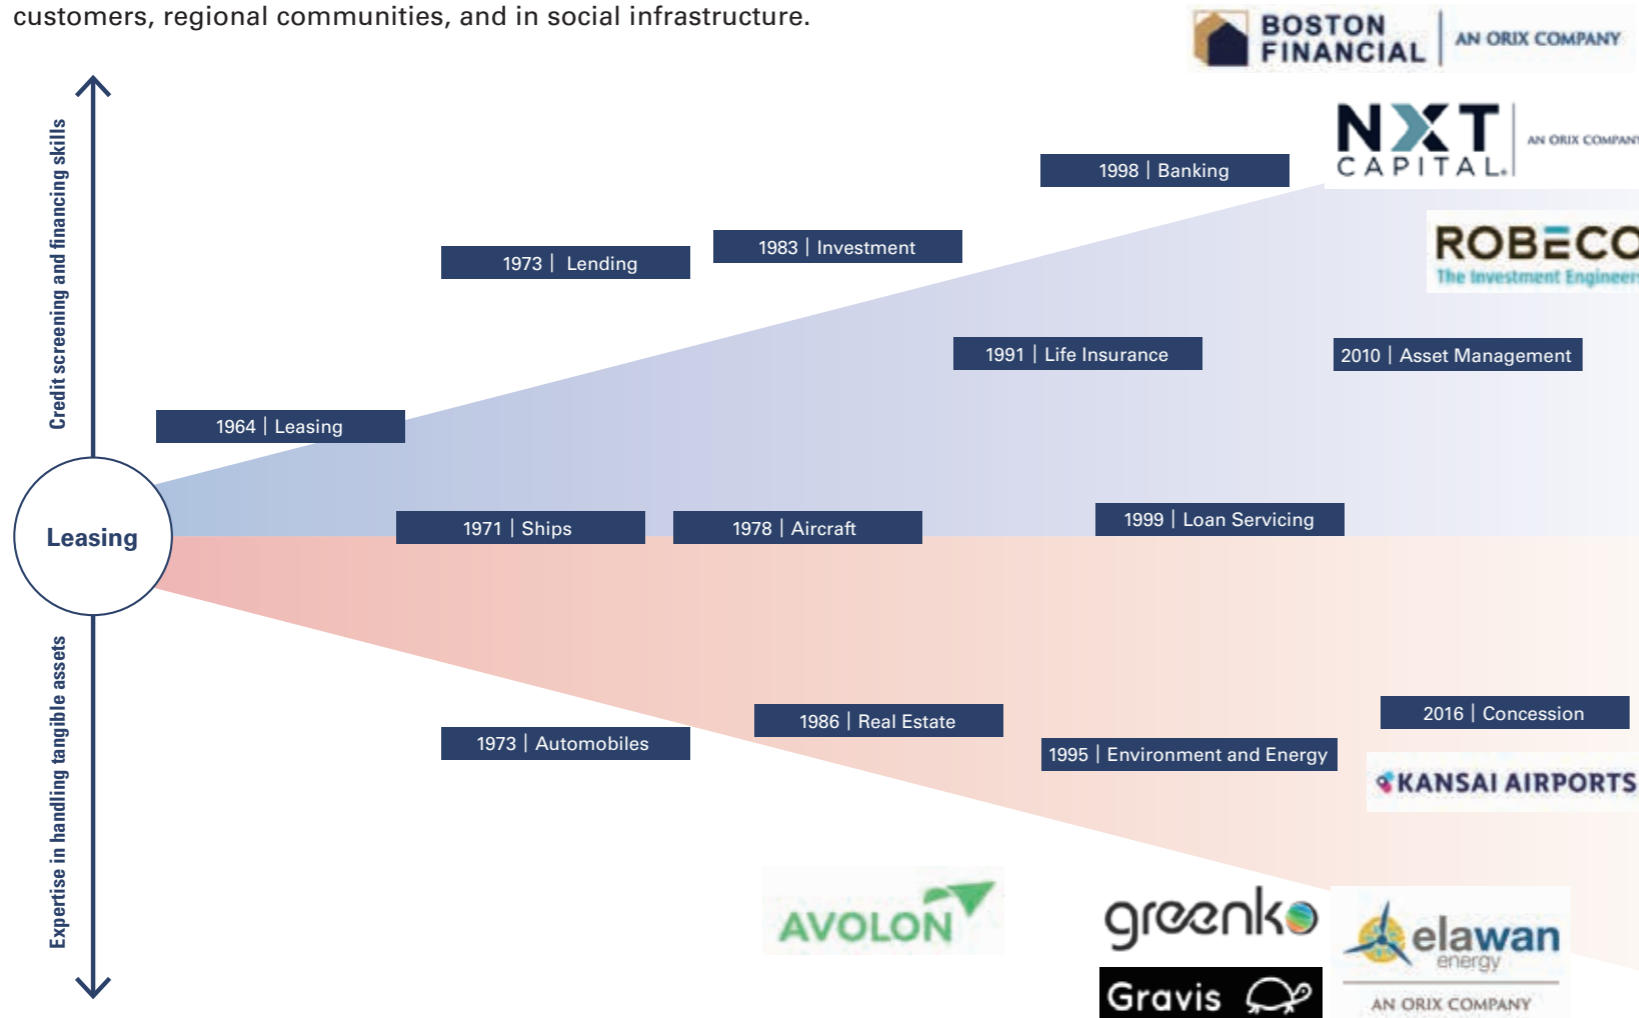 customers, regional communities, and in social infrastructure.
BOSTON
FINANCIAL
AN ORIX COMPANY
NXT
CAPITAL.
AN ORIX COMPANY
1998 | Banking
ROBECO
The Investment Engineers
1973 | Lending
1983 | Investment
1991 | Life Insurance
2010 | Asset Management
Credit screening and financing skills
1964 | Leasing
Leasing
1971 | Ships
1978 | Aircraft
1999 | Loan Servicing
Expertise in handling tangible assets
1973 | Automobiles
1986 | Real Estate
1995 | Environment and Energy
2016 | Concession
KANSAI AIRPORTS
AVOLON
greenko
elawan
energy
AN ORIX COMPANY
Gravis